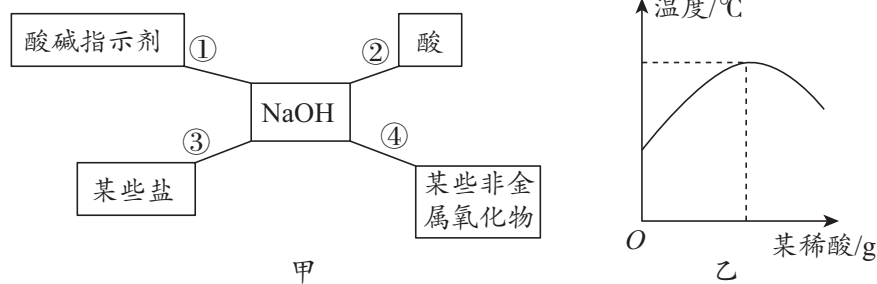 酸碱指示剂
①
②
酸
NaOH
③
④
某些盐
某些非金
属氧化物
甲
温度/℃
O
某稀酸/g
乙